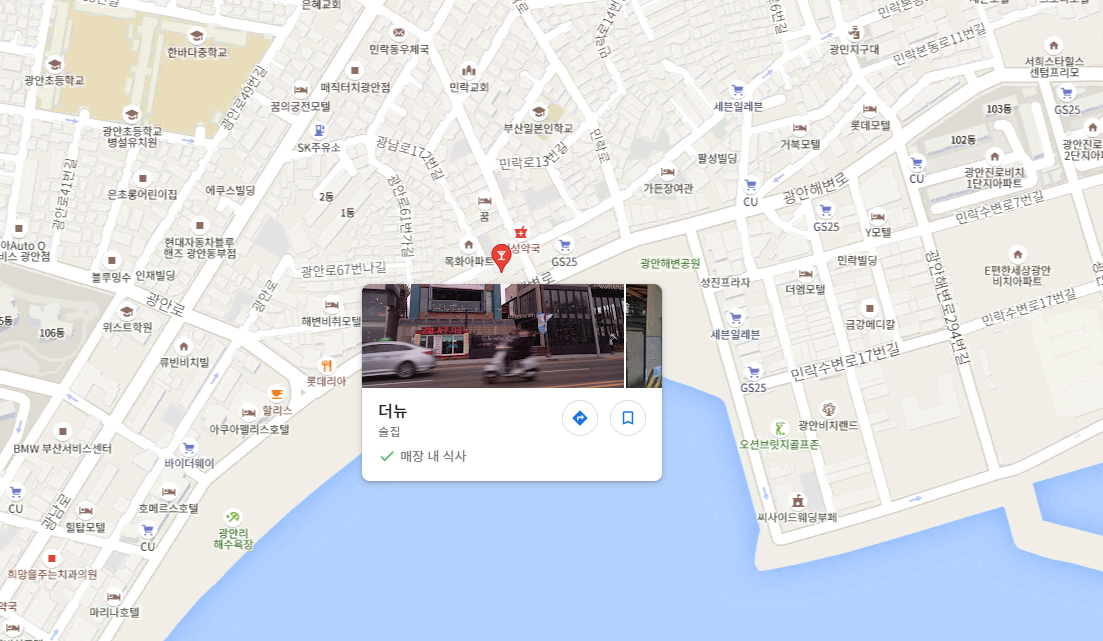 은혜교회
한바다중학교
광안초등학교
광안초등학교
병설유치원
광안로49번길
민락동우체국
매직터치광안점
꿈의궁전모텔
SK주유소
민락교회
부산일본인학교
민락로
민락로13번길
광남로172번길
광안로61번가길
광안로41번길
은초롱어린이집
에쿠스빌딩
2동
1동
현대자동차블루
핸즈 광안동부점
블루밍수
인재빌딩
광안로
광안로
106동
위스트학원
류빈비치빌
광안로67번나길
해변비취모텔
롯데리아
할리스
아쿠아펠리스호텔
BMW 부산서비스센터
바이더웨이
호메르스호텔
CU
힐탑모텔
CU
광남로
광안리
해수욕장
희망을주는치과의원
마리나호텔
약국
꿈
목화아파트
GS25
광안해변공원
가든장여관
팔성빌딩
세븐일레븐
광민지구대
민락본동로11번길
서희스타힐스
센텀프리모
GS25
103동
102동
롯데모텔
거북모텔
CU
CU
광안진로비치
1단지아파트
광안해변로
GS25
Y모텔
민락수변로7번길
민락빌딩
성진프라자
더엠모텔
E편한세상광안
비치아파트
세븐일레븐
금강메디칼
광안해변로294번길
민락수변로17번길
민락수변로17번길
GS25
광안비치랜드
오션브릿지골프존
씨사이드웨딩부페
더뉴
술집
매장 내 식사